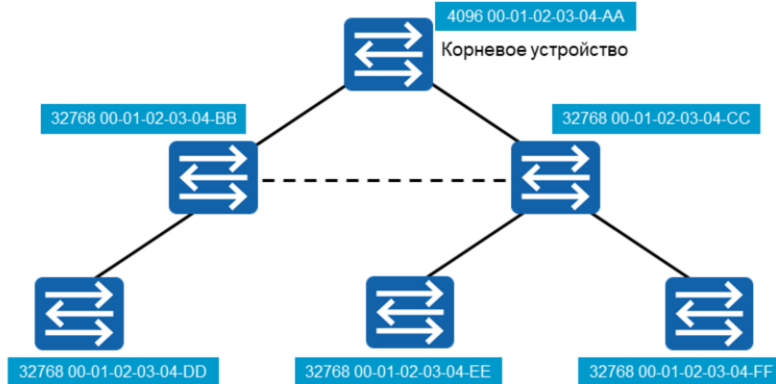 4096 00-01-02-03-04-AA
Корневое устройство
32768 00-01-02-03-04-BB
32768 00-01-02-03-04-CC
32768 00-01-02-03-04-DD
32768 00-01-02-03-04-EE
32768 00-01-02-03-04-FF